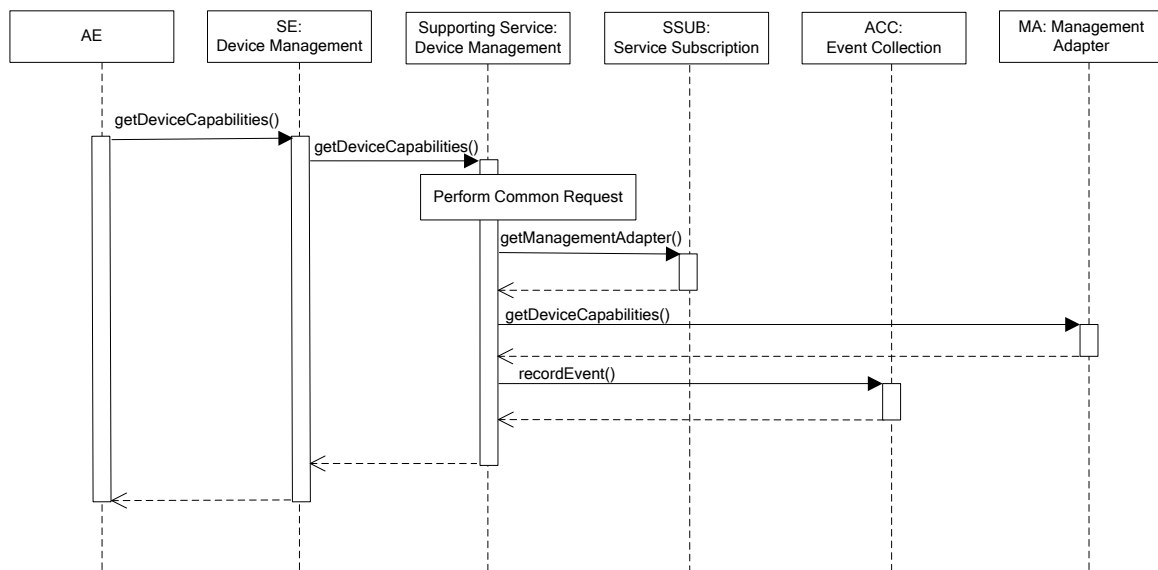 AE
SE:
Device Management
Supporting Service:
Device Management
SSUB:
Service Subscription
ACC:
Event Collection
MA: Management
Adapter
getDeviceCapabilities()
getDeviceCapabilities()
Perform Common Request
getManagementAdapter()
getDeviceCapabilities()
recordEvent()